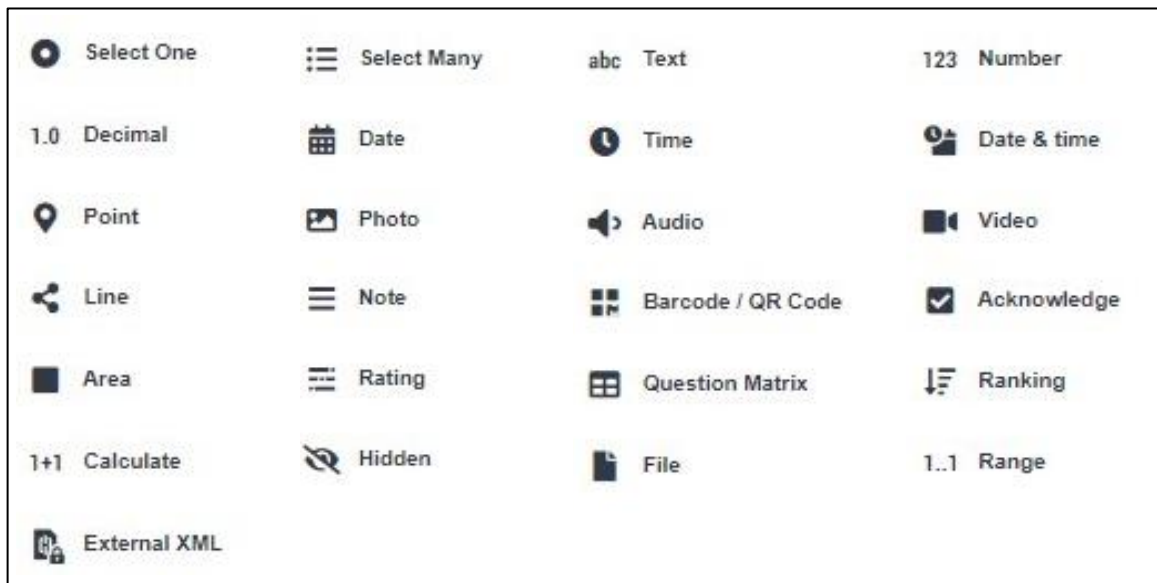 Select One
Select Many
abc Text
123 Number
1.0 Decimal
Date
Time
Date & time
Point
Photo
Audio
Video
Line
Note
Barcode / QR Code
Acknowledge
Area
Rating
Question Matrix
Ranking
1+1 Calculate
Hidden
File
1..1 Range
External XML